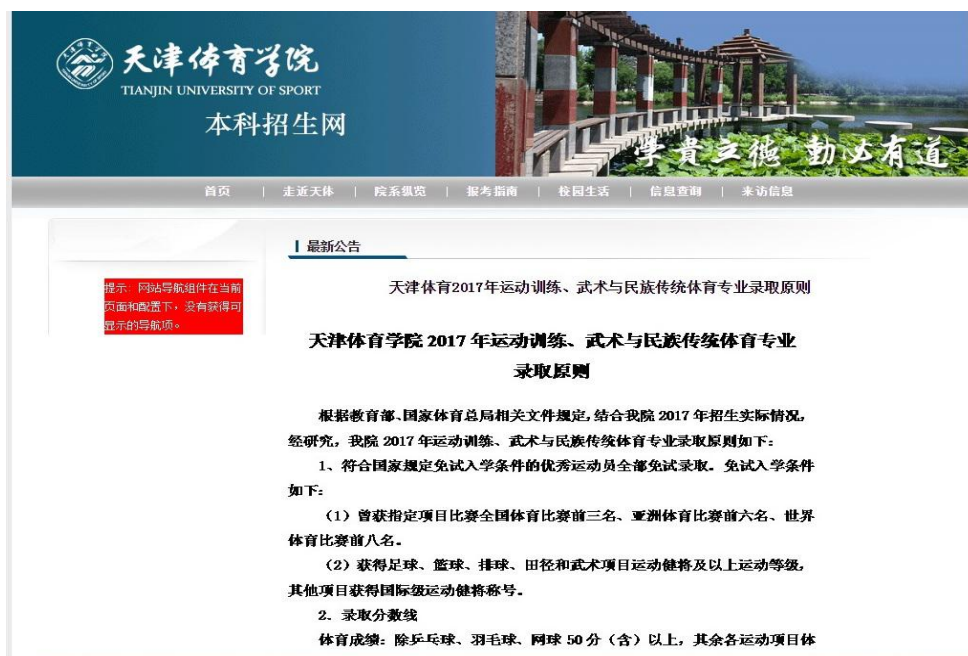 天津体育学院
TIANJIN UNIVERSITY OF SPORT
本科招生网
学贵立德 勤必有道
首页 | 走近天体 | 院系纵览 | 报考指南 | 校园生活 | 信息查询 | 来访信息
最新公告
提示：网站导航组件在当前
页面和配置下，没有获得可
显示的导航项。
天津体育2017年运动训练、武术与民族传统体育专业录取原则
天津体育学院 2017 年运动训练、武术与民族传统体育专业
录取原则
根据教育部、国家体育总局相关文件规定，结合我院 2017 年招生实际情况，
经研究，我院 2017 年运动训练、武术与民族传统体育专业录取原则如下：
1、符合国家规定免试入学条件的优秀运动员全部免试录取。免试入学条件
如下：
（1）曾获指定项目比赛全国体育比赛前三名、亚洲体育比赛前六名、世界
体育比赛前八名。
（2）获得足球、篮球、排球、田径和武术项目运动健将及以上运动等级，
其他项目获得国际级运动健将称号。
2．录取分数线
体育成绩：除乒乓球、羽毛球、网球 50 分（含）以上，其余各运动项目体